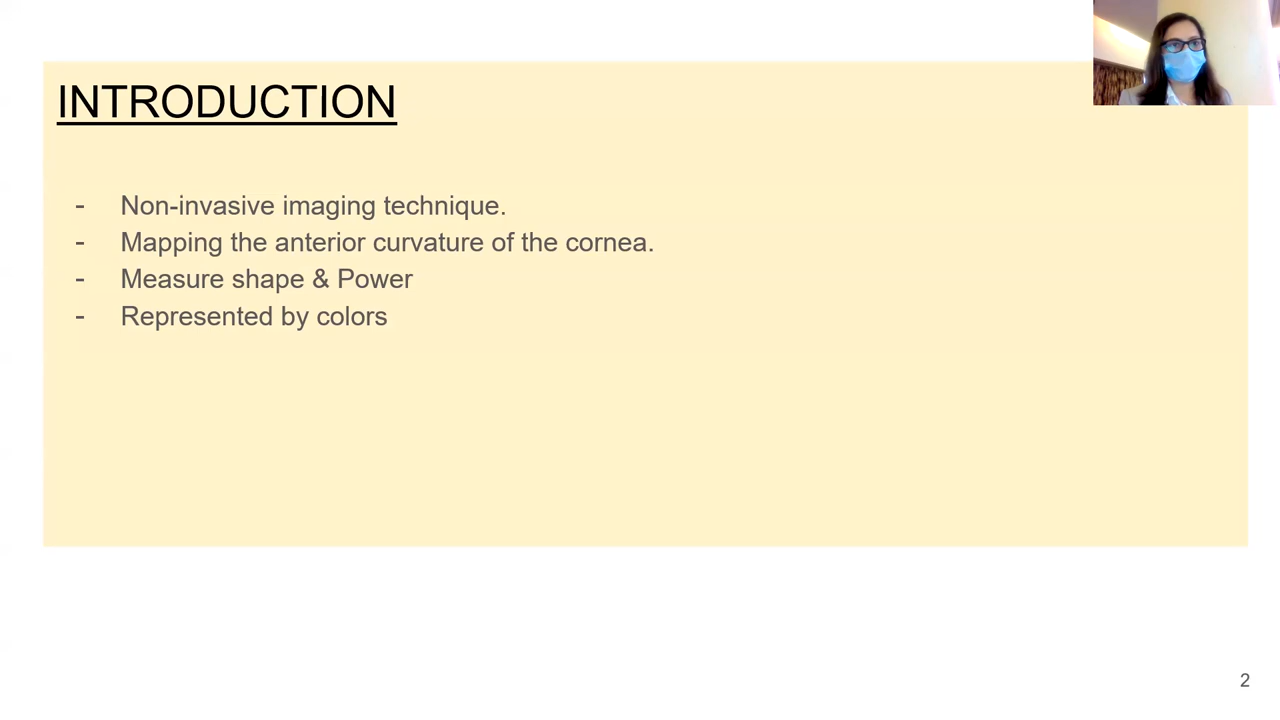 INTRODUCTION
- Non-invasive imaging technique.
- Mapping the anterior curvature of the cornea.
- Measure shape & Power
- Represented by colors
2